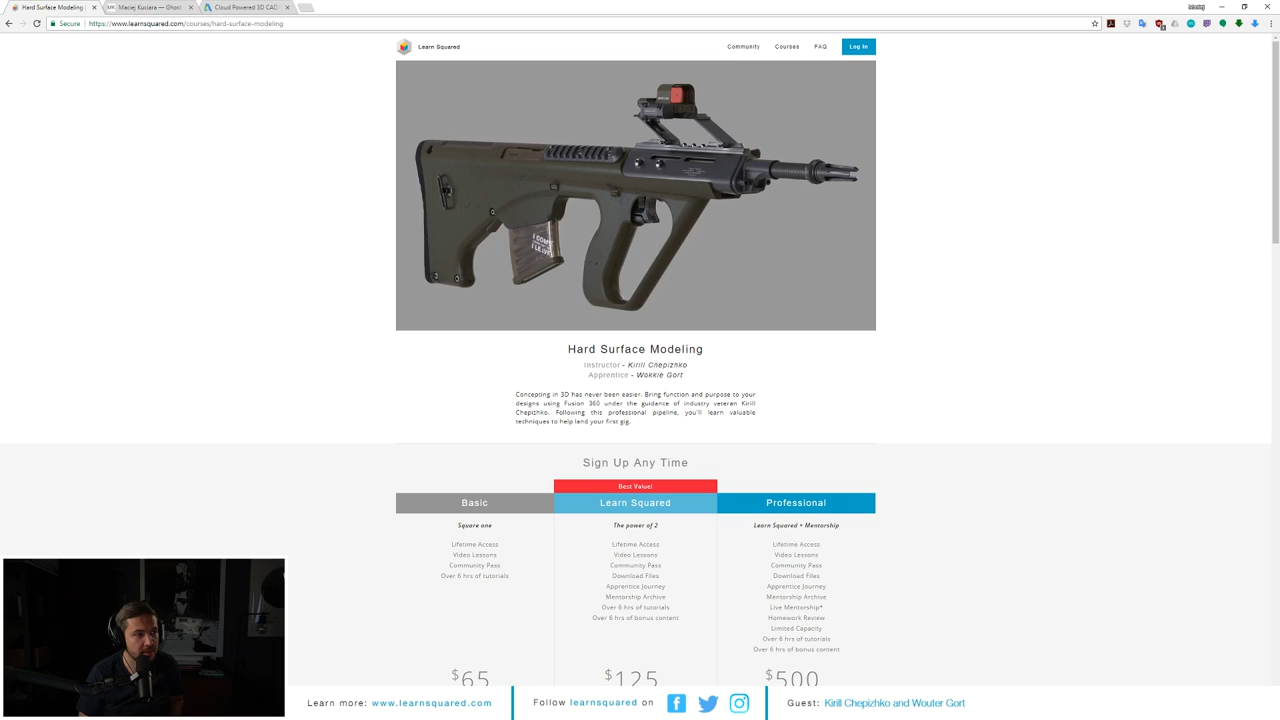 Hard Surface Modeling
Maciej Kuciara — Ghost
Cloud Powered 3D CAD
Secure https://www.learnsquared.com/courses/hard-surface-modeling
Learn Squared
Community Courses FAQ Log In
Hard Surface Modeling
Instructor - Kirill Chepizhko
Apprentice - Wokkie Gort
Concepting in 3D has never been easier. Bring function and purpose to your
designs using Fusion 360 under the guidance of industry veteran Kirill
Chepizhko. Following this professional pipeline, you'll learn valuable
techniques to help land your first gig.
Sign Up Any Time
Best Value!
Basic Learn Squared Professional
Square one The power of 2 Learn Squared + Mentorship
Lifetime Access Lifetime Access Lifetime Access
Video Lessons Video Lessons Video Lessons
Community Pass Community Pass Community Pass
Over 6 hrs of tutorials Download Files Download Files
Apprentice Journey Apprentice Journey
Mentorship Archive Mentorship Archive
Over 6 hrs of tutorials Live Mentorship*
Over 6 hrs of bonus content Homework Review
Limited Capacity
Over 6 hrs of tutorials
Over 6 hrs of bonus content
$65 $125 $500
Learn more: www.learnsquared.com Follow learnsquared on Guest: Kirill Chepizhko and Wouter Gort